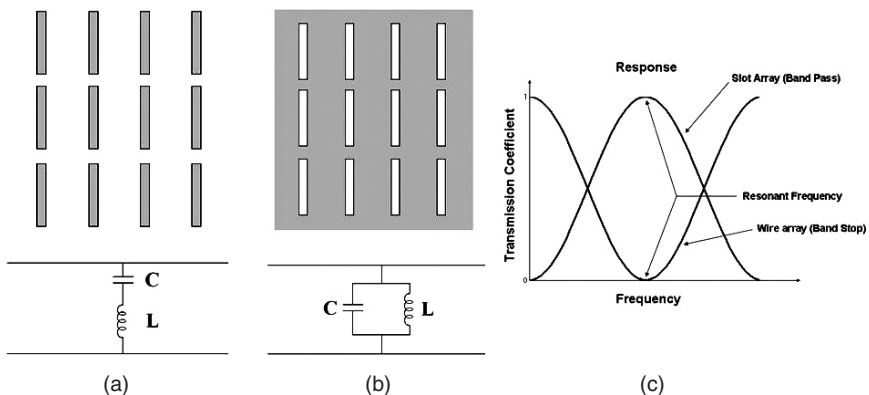 C
L
(a)
C
L
(b)
Response
Slot Array (Band Pass)
1
Transmission Coefficient
Resonant Frequency
Wire array (Band Stop)
0
Frequency
(c)